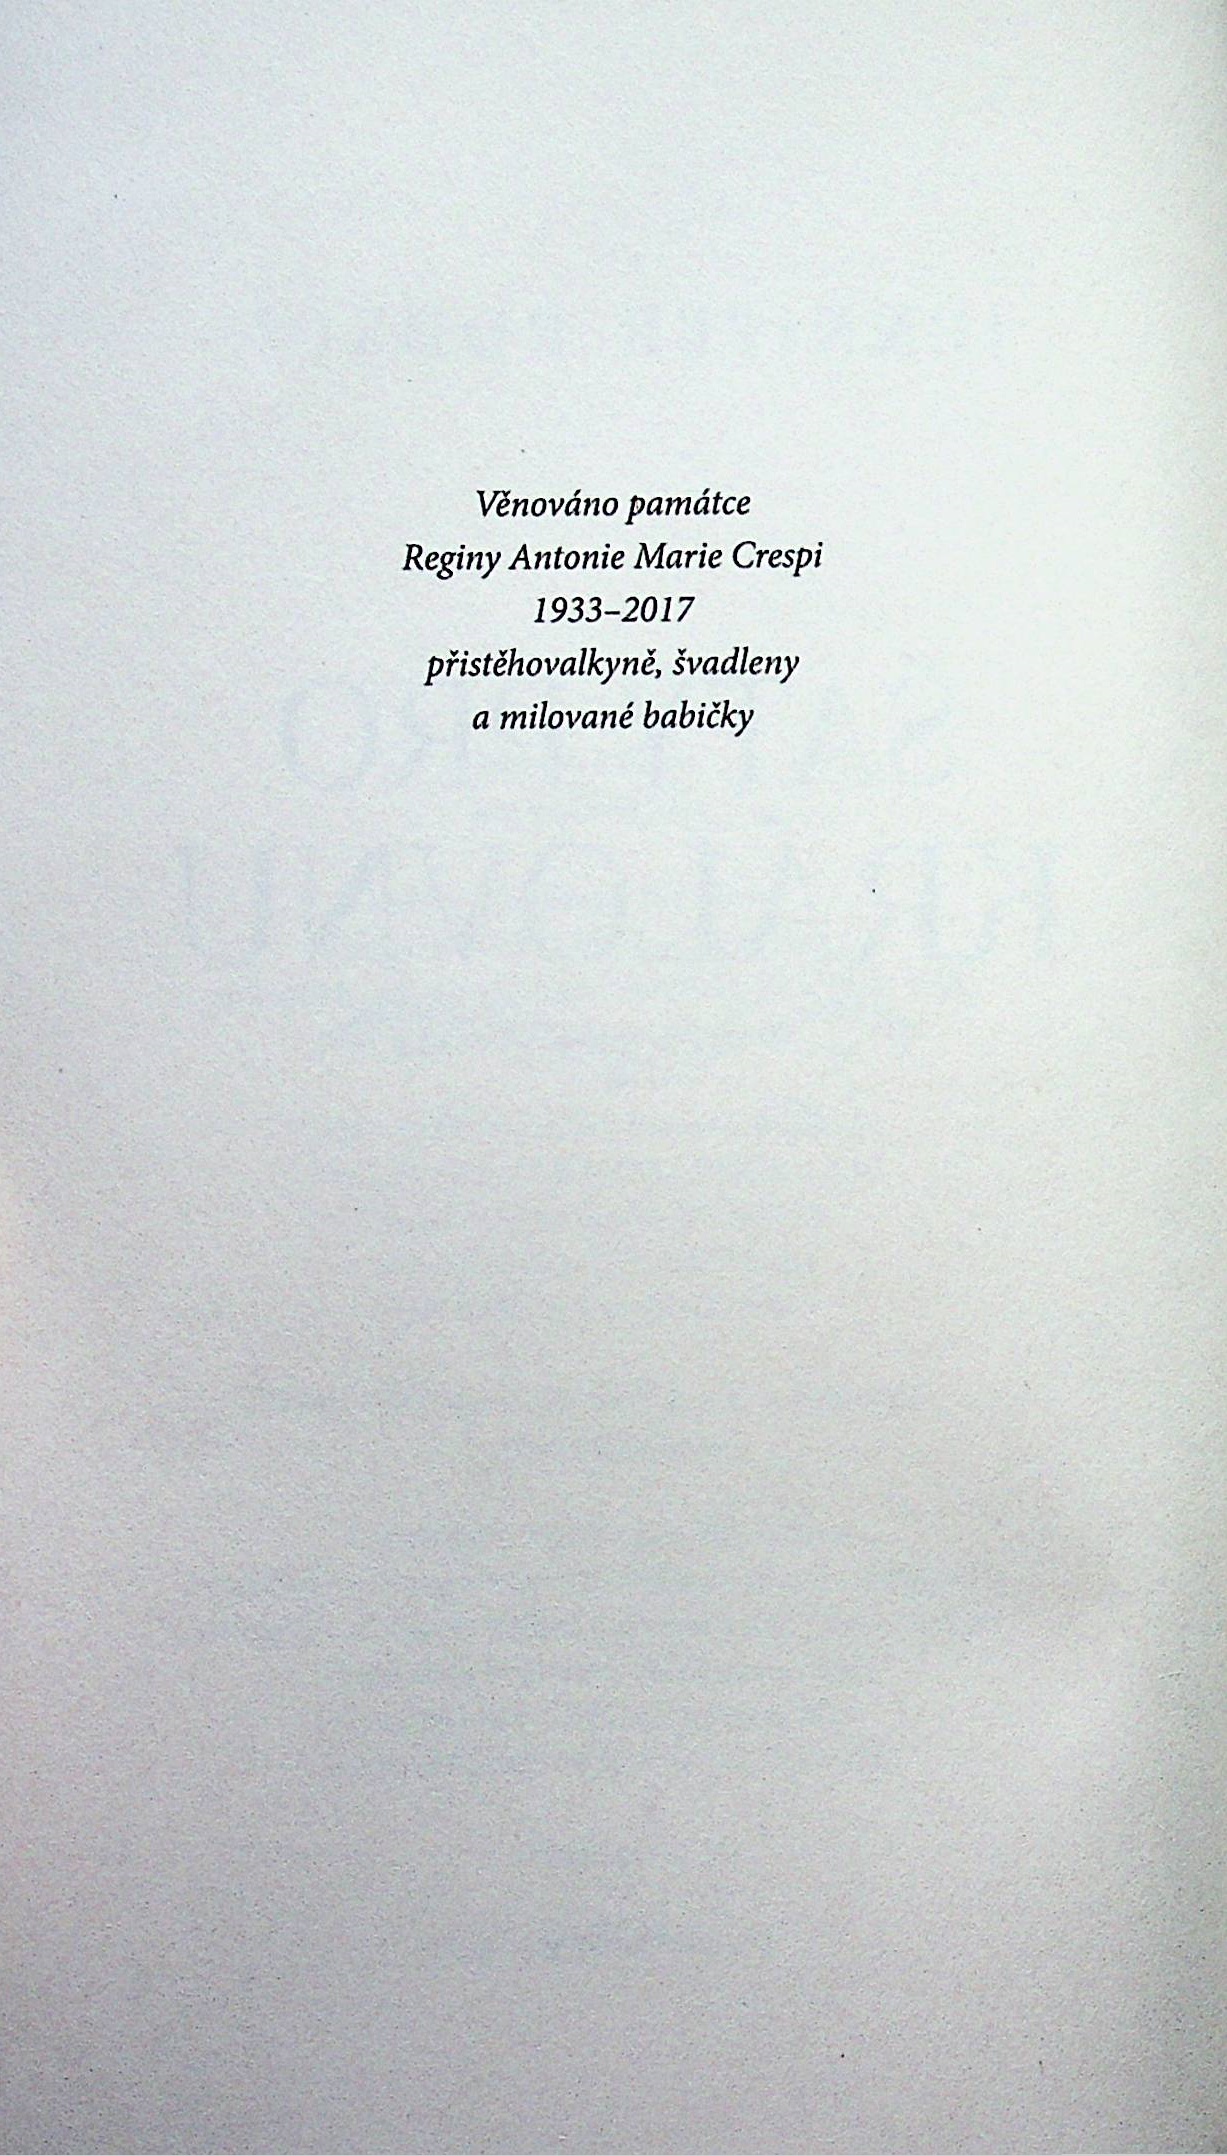 Věnováno památce
Reginy Antonie Marie Crespi
1933–2017
přistěhovalkyně, švadleny
a milované babičky